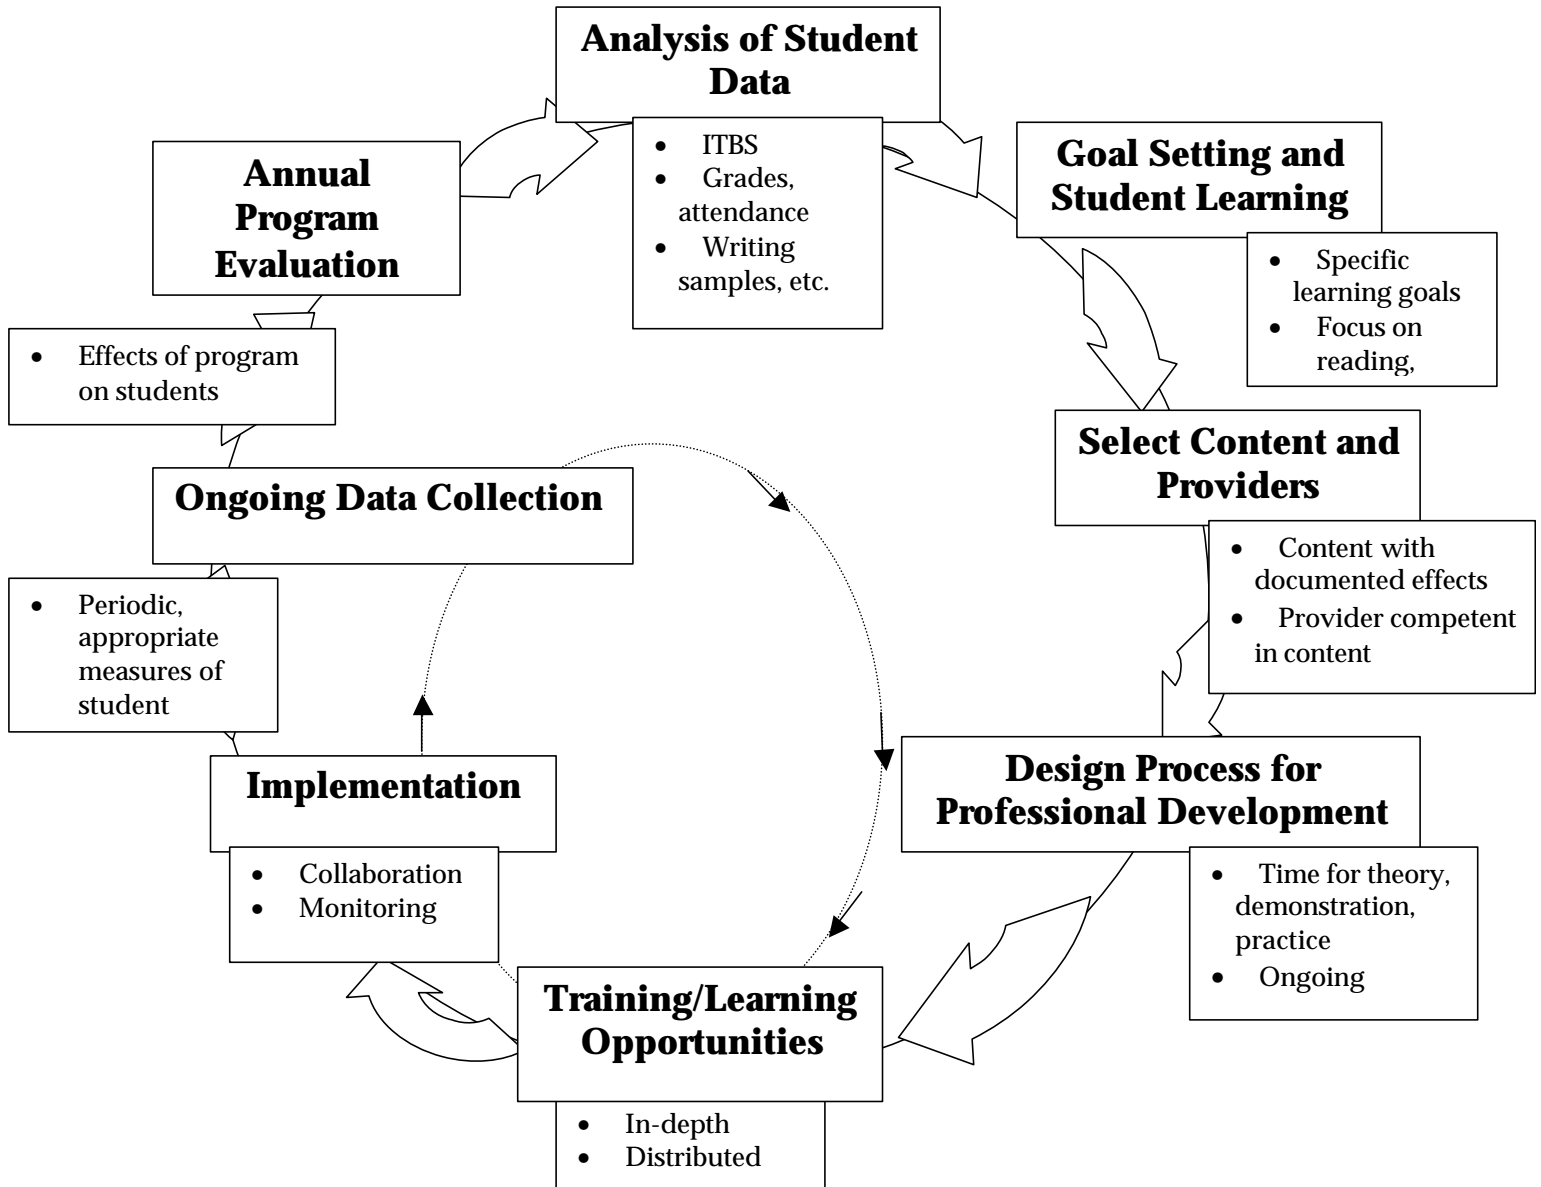 Analysis of Student
Data
• ITBS
• Grades,
attendance
• Writing
samples, etc.
Goal Setting and
Student Learning
• Specific
learning goals
• Focus on
reading,
Select Content and
Providers
• Content with
documented effects
• Provider competent
in content
Design Process for
Professional Development
• Time for theory,
demonstration,
practice
• Ongoing
Training/Learning
Opportunities
• In-depth
• Distributed
Implementation
• Collaboration
• Monitoring
Ongoing Data Collection
• Periodic,
appropriate
measures of
student
Annual
Program
Evaluation
• Effects of program
on students